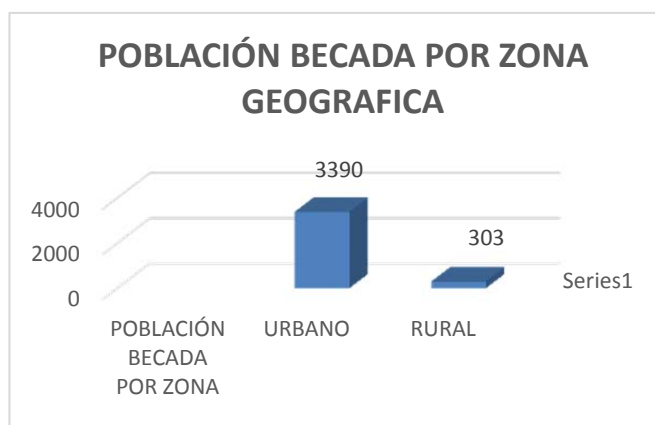 POBLACIÓN BECADA POR ZONA
GEOGRAFICA
3390
303
4000
2000
0
Series1
POBLACIÓN
BECADA
POR ZONA
URBANO
RURAL